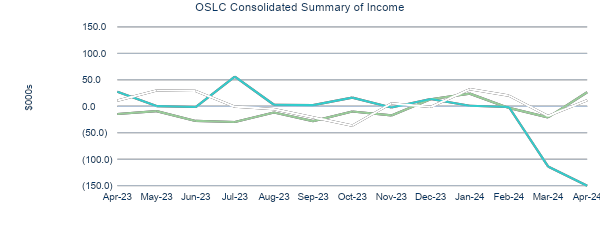 OSLC Consolidated Summary of Income
150.0
100.0
50.0
0.0
(50.0)
(100.0)
(150.0)
$000s
Apr-23 May-23 Jun-23 Jul-23 Aug-23 Sep-23 Oct-23 Nov-23 Dec-23 Jan-24 Feb-24 Mar-24 Apr-24